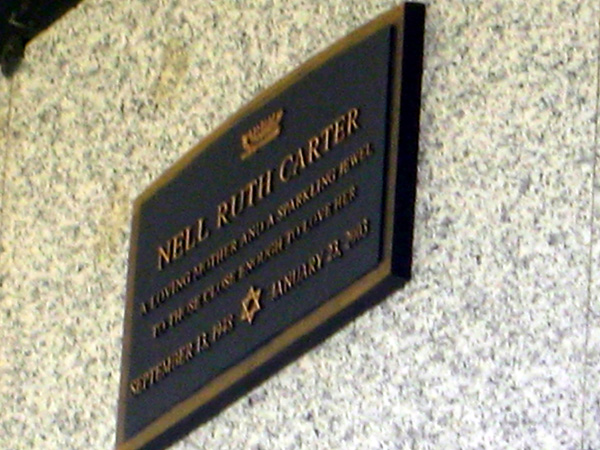 NELL RUTH CARTER
A LOVING MOTHER AND A SPARKLING JEWEL
TO THOSE CLOSE ENOUGH TO LOVE HER
SEPTEMBER 13, 1948 JANUARY 23, 2003